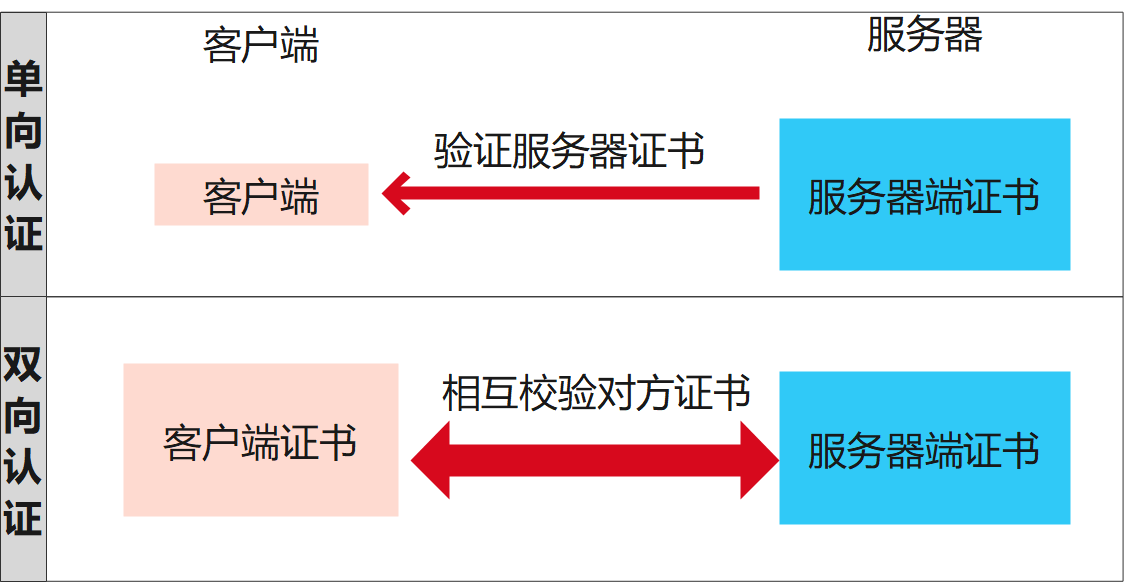 客户端
服务器
单向认证
验证服务器证书
客户端
服务器端证书
双向认证
相互校验对方证书
客户端证书
服务器端证书